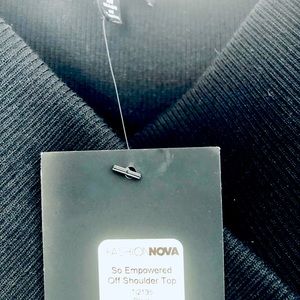 FASHIONNOVA
So Empowered
Off Shoulder Top